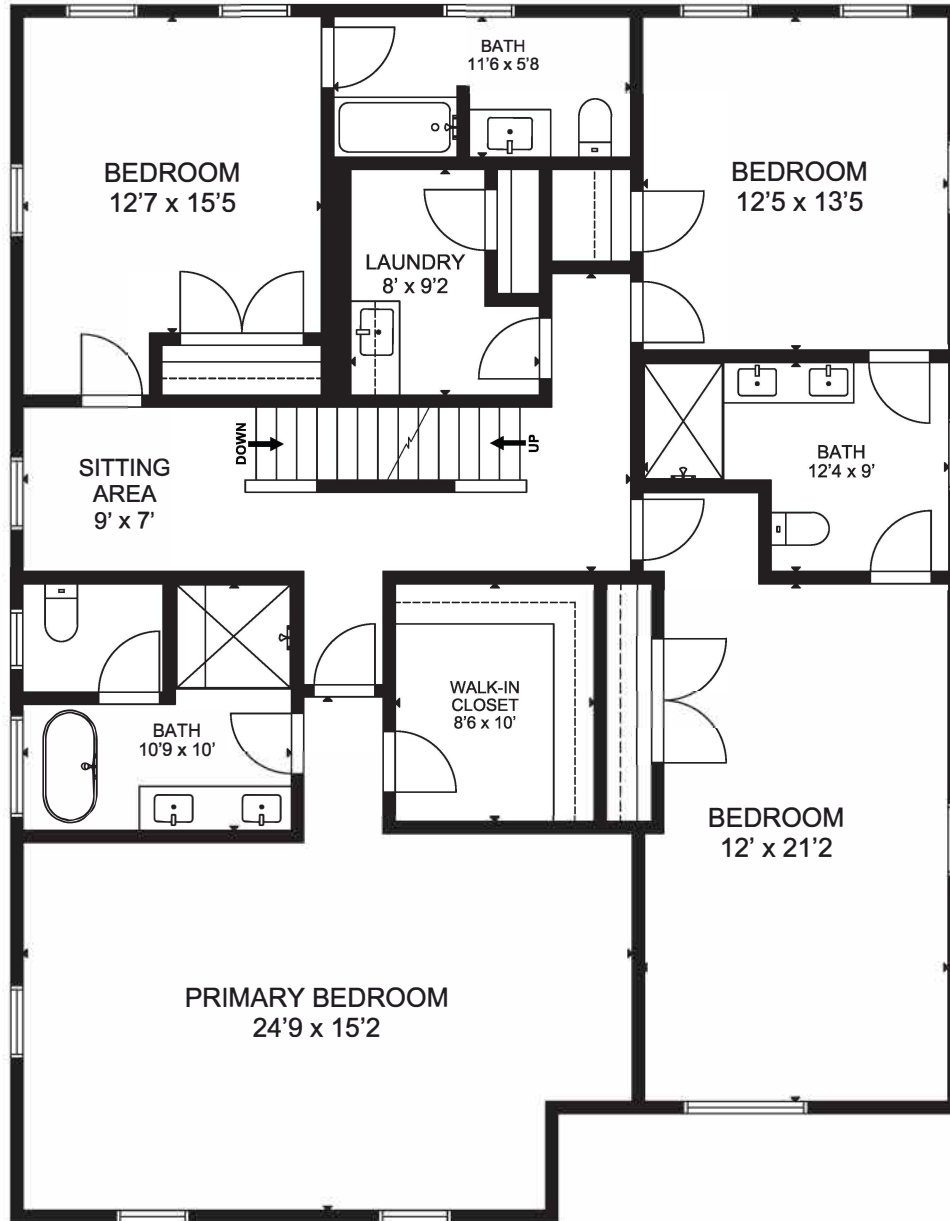 BATH
11'6 x 5'8
BEDROOM
12'7 x 15'5
BEDROOM
12'5 x 13'5
LAUNDRY
8' x 9'2
DOWN
UP
SITTING
AREA
9' x 7'
BATH
12'4 x 9'
WALK-IN
CLOSET
8'6 x 10'
BATH
10'9 x 10'
BEDROOM
12' x 21'2
PRIMARY BEDROOM
24'9 x 15'2